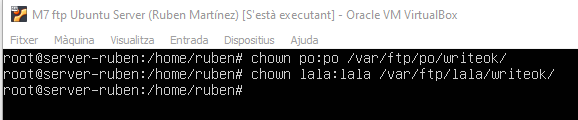 M7 ftp Ubuntu Server (Ruben Martínez) [S'està executant] - Oracle VM VirtualBox
Fitxer Màquina Visualitza Entrada Dispositius Ajuda
root@server-ruben:/home/ruben# chown po:po /var/ftp/po/writeok/
root@server-ruben:/home/ruben# chown lala:lala /var/ftp/lala/writeok/
root@server-ruben:/home/ruben#